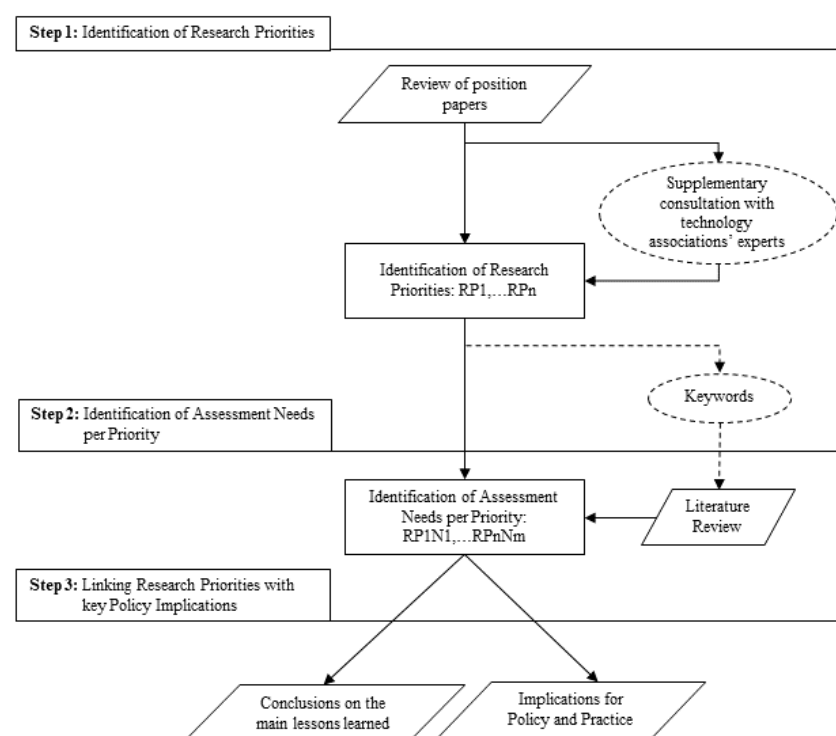 Step 1: Identification of Research Priorities
Review of position
papers
Supplementary
consultation with
technology
associations’ experts
Identification of Research
Priorities: RP1,…RPn
Keywords
Step 2: Identification of Assessment Needs
per Priority
Identification of Assessment
Needs per Priority:
RP1N1,…RPnNm
Literature
Review
Step 3: Linking Research Priorities with
key Policy Implications
Conclusions on the
main lessons learned
Implications for
Policy and Practice